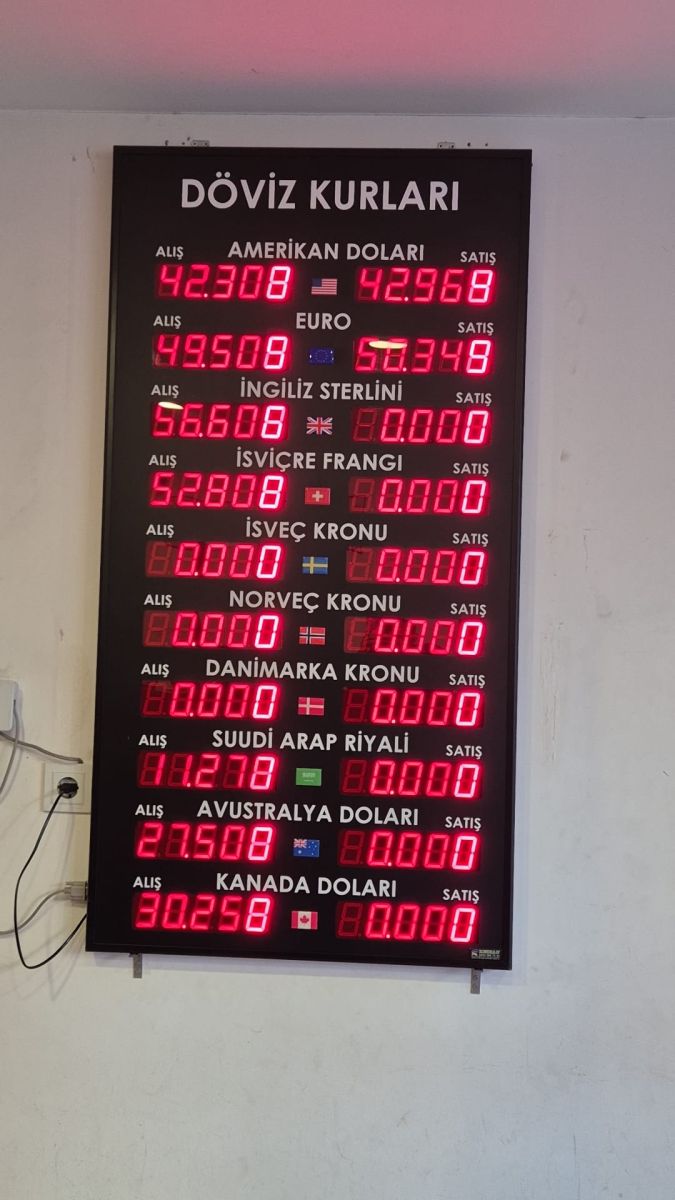 DÖVİZ KURLARI
AMERİKAN DOLARI
ALIŞ SATIŞ
42.308 42.968
EURO
ALIŞ SATIŞ
49.508
İNGİLİZ STERLİNİ
ALIŞ SATIŞ
56.608 0.000
İSVİÇRE FRANGI
ALIŞ SATIŞ
52.808 0.000
İSVEÇ KRONU
ALIŞ SATIŞ
0.000 0.000
NORVEÇ KRONU
ALIŞ SATIŞ
0.000 0.000
DANİMARKA KRONU
ALIŞ SATIŞ
0.000 0.000
SUUDİ ARAP RİYALİ
ALIŞ SATIŞ
11.278 0.000
AVUSTRALYA DOLARI
ALIŞ SATIŞ
27.508 0.000
KANADA DOLARI
ALIŞ SATIŞ
30.258 0.000